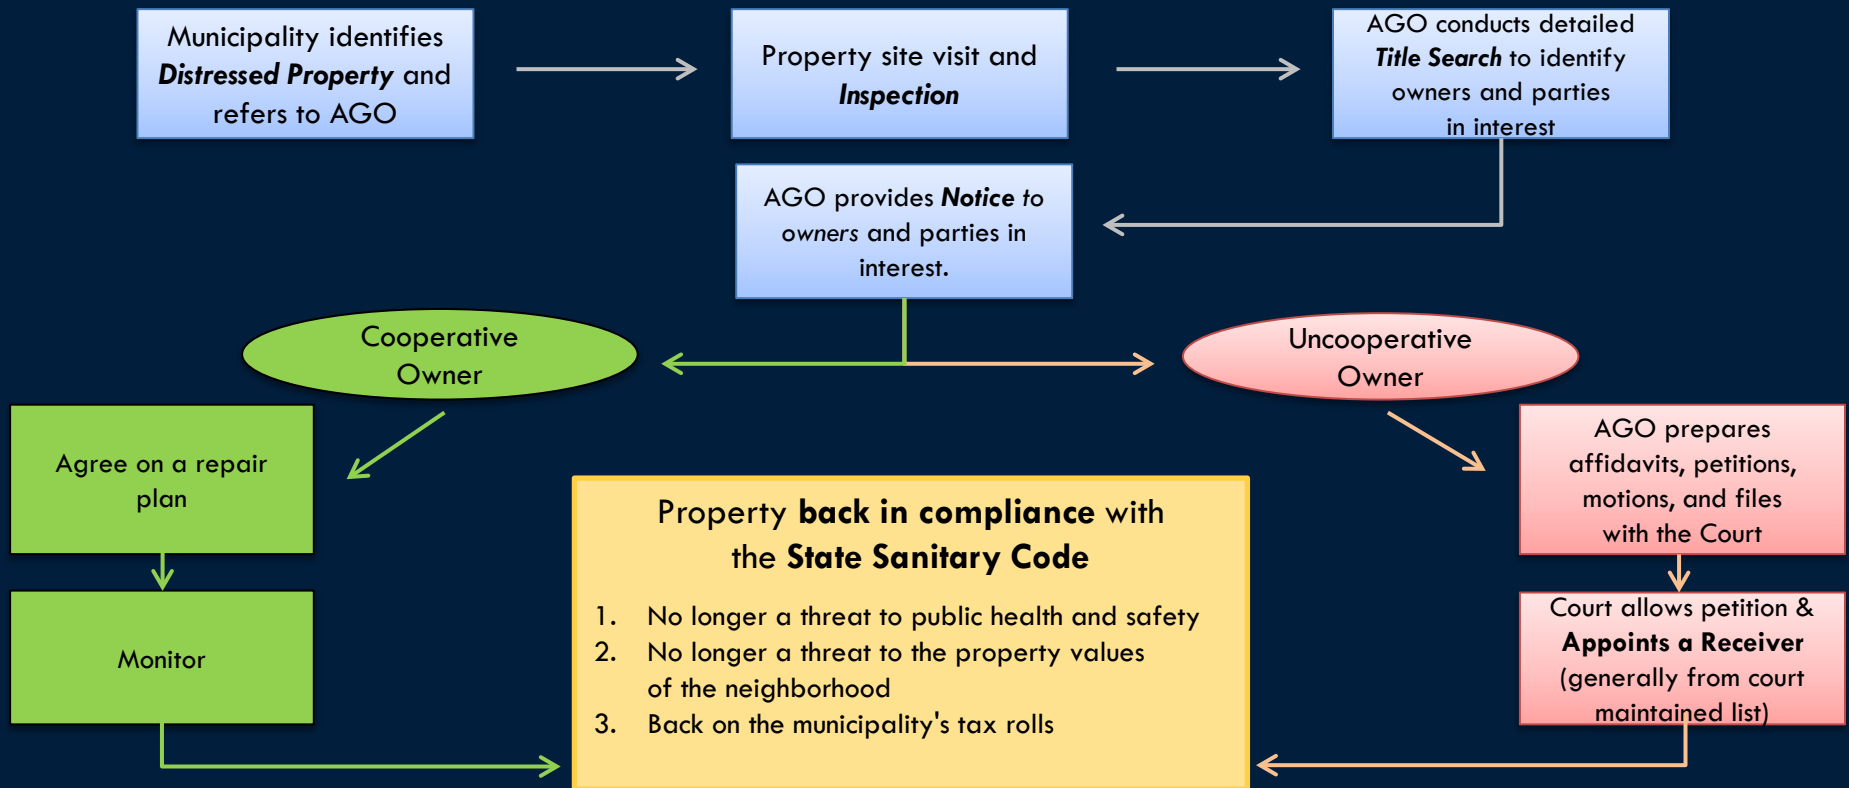 Municipality identifies
Distressed Property and
refers to AGO
Property site visit and
Inspection
AGO conducts detailed
Title Search to identify
owners and parties
in interest
AGO provides Notice to
owners and parties in
interest.
Cooperative
Owner
Uncooperative
Owner
Agree on a repair
plan
Monitor
AGO prepares
affidavits, petitions,
motions, and files
with the Court
Court allows petition &
Appoints a Receiver
(generally from court
maintained list)
Property back in compliance with
the State Sanitary Code
1. No longer a threat to public health and safety
2. No longer a threat to the property values
of the neighborhood
3. Back on the municipality's tax rolls